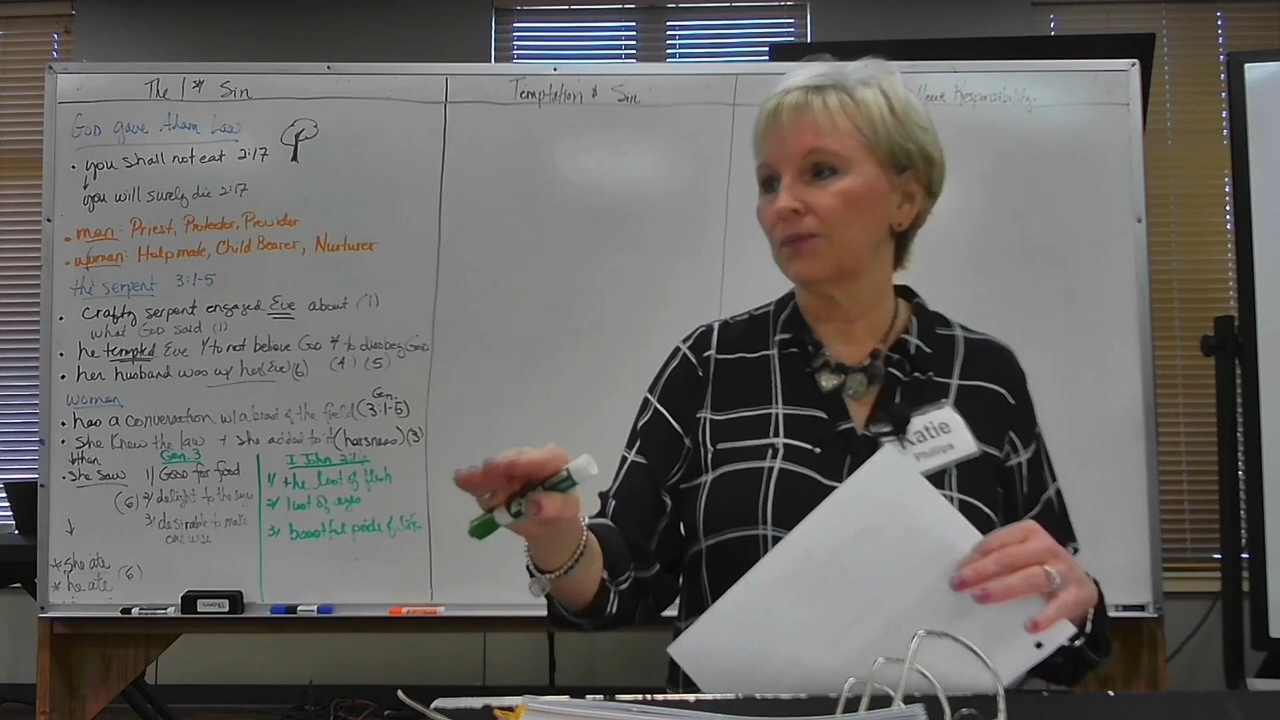 The 1st Sin
Temptation & Sin
Your Responsibility
God gave Adam Law
• you shall not eat 2:17
you will surely die 2:17
• man: Priest, Protector, Provider
• woman: Helpmate, Child Bearer, Nurturer
the serpent 3:1-5
• Crafty serpent engaged Eve about (1)
what God said (1)
• he tempted Eve 1/ to not believe God 2/ to disobey God
(4) (5)
• her husband was w/ her (Eve) (6)
woman
• has a conversation w/ a beast of the field (Gen. 3:1-5)
• she knew the law + she added to it (harsness) (3)
then
• She saw
Gen. 3
1/ Good for food
(6) 2/ delight to the eyes
3/ desirable to make
one wise
I John 2:16
1/ the lust of flesh
2/ lust of eyes
3/ boastful pride of life
* She ate
* he ate (6)
Katie
Phillips